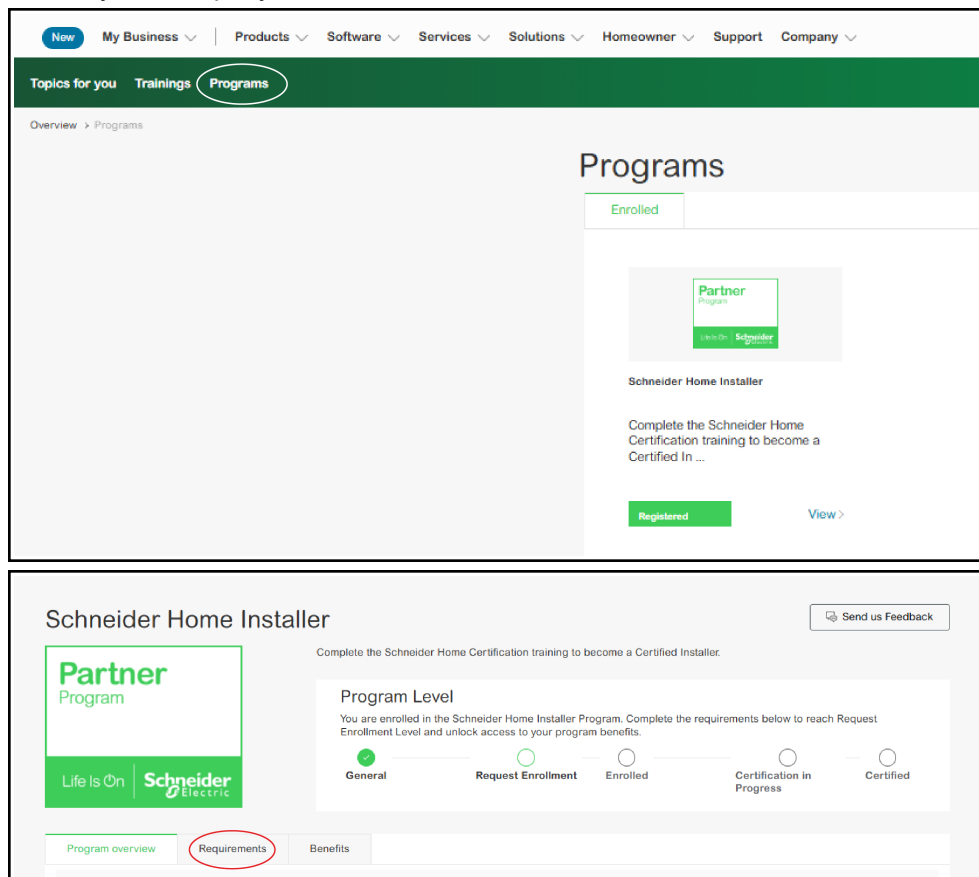 New My Business Products Software Services Solutions Homeowner Support Company
Topics for you Trainings Programs
Overview > Programs
Programs
Enrolled
Partner
Program
Life Is On Schneider
Electric
Schneider Home Installer
Complete the Schneider Home
Certification training to become a
Certified In ...
Registered View >
Schneider Home Installer
Send us Feedback
Complete the Schneider Home Certification training to become a Certified Installer.
Partner
Program
Life Is On Schneider
Electric
Program Level
You are enrolled in the Schneider Home Installer Program. Complete the requirements below to reach Request
Enrollment Level and unlock access to your program benefits.
General Request Enrollment Enrolled Certification in Certified
Progress
Program overview Requirements Benefits